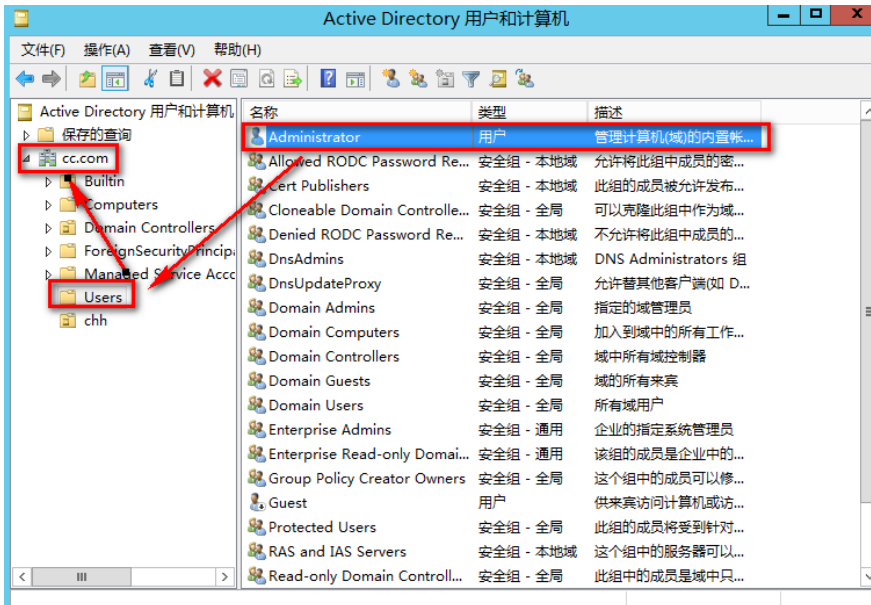 Active Directory 用户和计算机
文件(F) 操作(A) 查看(V) 帮助(H)
Active Directory 用户和计算机
保存的查询
cc.com
Builtin
Computers
Domain Controllers
ForeignSecurityPrincipa
Managed Service Acco
Users
chh
名称 类型 描述
Administrator 用户 管理计算机(域)的内置帐...
Allowed RODC Password Re... 安全组 - 本地域 允许将此组中成员的密...
Cert Publishers 安全组 - 本地域 此组的成员被允许发布...
Cloneable Domain Controlle... 安全组 - 全局 可以克隆此组中作为域...
Denied RODC Password Re... 安全组 - 本地域 不允许将此组中成员的...
DnsAdmins 安全组 - 本地域 DNS Administrators 组
DnsUpdateProxy 安全组 - 全局 允许替其他客户端(如 D...
Domain Admins 安全组 - 全局 指定的域管理员
Domain Computers 安全组 - 全局 加入到域中的所有工作...
Domain Controllers 安全组 - 全局 域中所有域控制器
Domain Guests 安全组 - 全局 域的所有来宾
Domain Users 安全组 - 全局 所有域用户
Enterprise Admins 安全组 - 通用 企业的指定系统管理员
Enterprise Read-only Domai... 安全组 - 通用 该组的成员是企业中的...
Group Policy Creator Owners 安全组 - 全局 这个组中的成员可以修...
Guest 用户 供来宾访问计算机或访...
Protected Users 安全组 - 全局 此组的成员将受到针对...
RAS and IAS Servers 安全组 - 本地域 这个组中的服务器可以...
Read-only Domain Controll... 安全组 - 全局 此组中的成员是域中只...